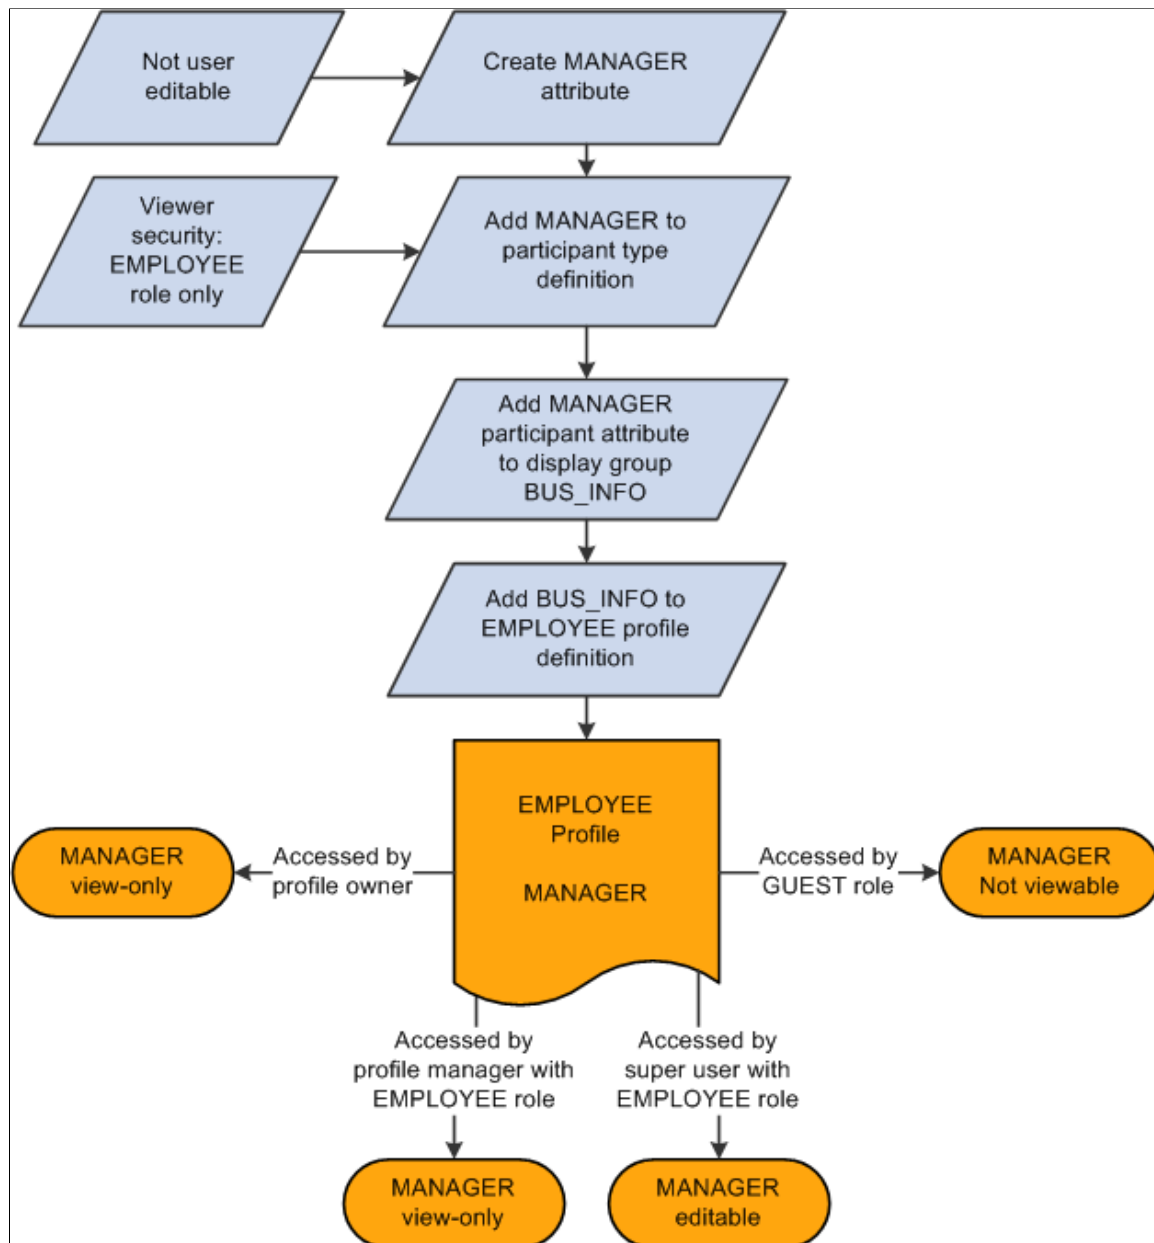 Not user
editable
Create MANAGER
attribute
Viewer
security:
EMPLOYEE
role only
Add MANAGER to
participant type
definition
Add MANAGER
participant attribute
to display group
BUS_INFO
Add BUS_INFO to
EMPLOYEE profile
definition
EMPLOYEE
Profile
MANAGER
MANAGER
view-only
Accessed by
profile owner
Accessed by
GUEST role
MANAGER
Not viewable
Accessed by
profile manager with
EMPLOYEE role
Accessed by
super user with
EMPLOYEE role
MANAGER
view-only
MANAGER
editable